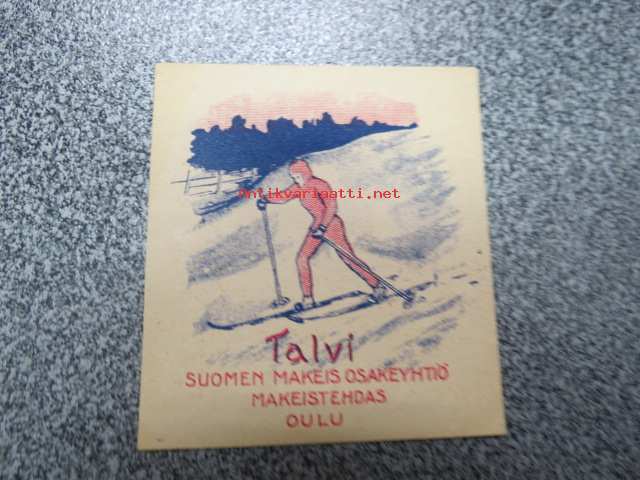 antikvariaatti.net
Talvi
SUOMEN MAKEIS OSAKEYHTIÖ
MAKEISTEHDAS
OULU